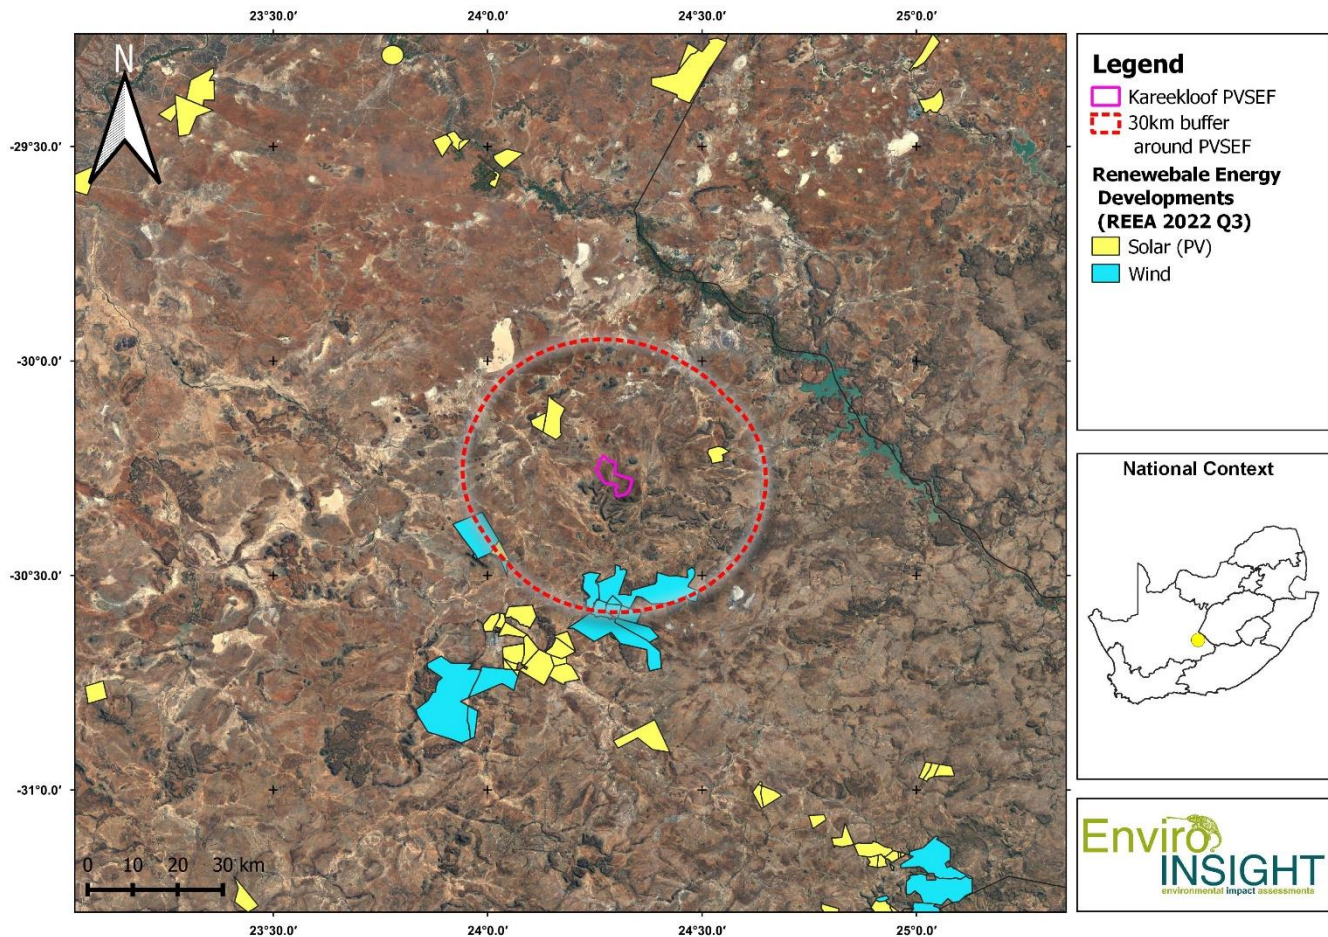 23°30.0' 24°0.0' 24°30.0' 25°0.0'
N
-29°30.0'
-30°0.0'
-30°30.0'
-31°0.0'
0 10 20 30 km
23°30.0' 24°0.0' 24°30.0' 25°0.0'
Legend
Kareekloof PVSEF
30km buffer
around PVSEF
Renewebale Energy
Developments
(REEA 2022 Q3)
Solar (PV)
Wind
National Context
Enviro
INSIGHT
environmental impact assessments